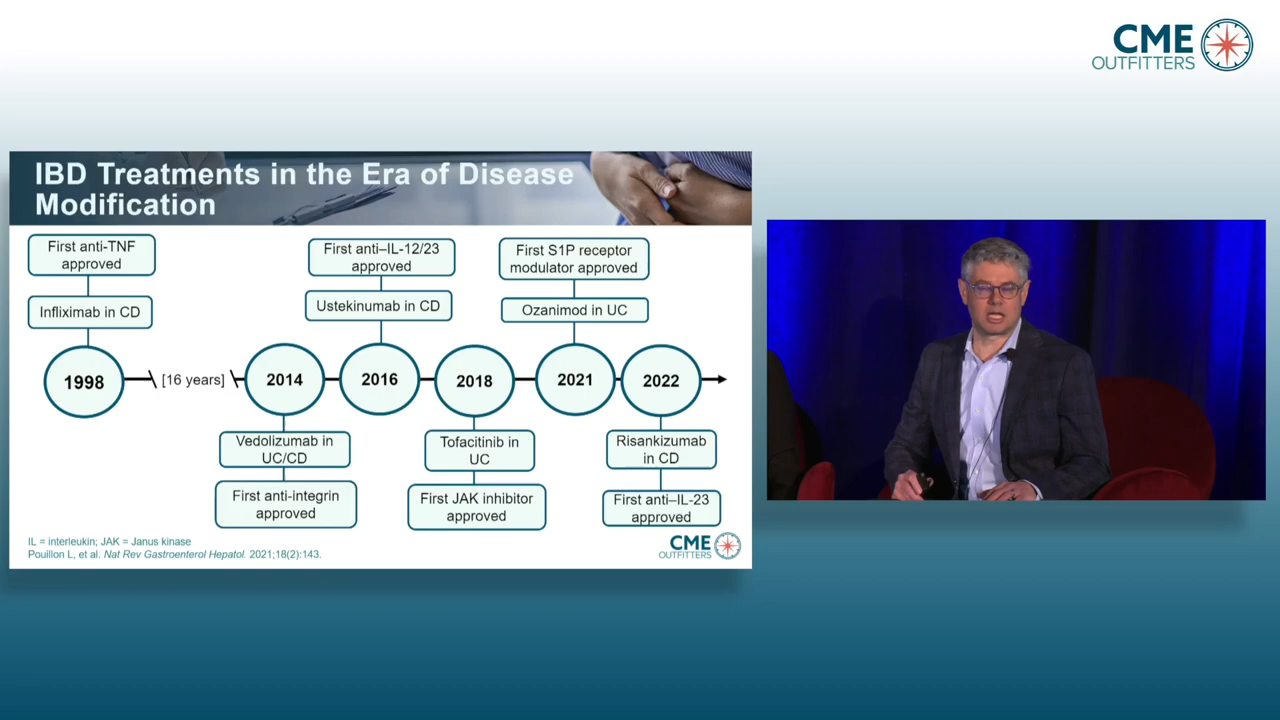 CME
OUTFITTERS
IBD Treatments in the Era of Disease
Modification
First anti-TNF
approved
Infliximab in CD
First anti–IL-12/23
approved
Ustekinumab in CD
First S1P receptor
modulator approved
Ozanimod in UC
1998
[16 years]
2014
2016
2018
2021
2022
Vedolizumab in
UC/CD
First anti-integrin
approved
Tofacitinib in
UC
First JAK inhibitor
approved
Risankizumab
in CD
First anti–IL-23
approved
IL = interleukin; JAK = Janus kinase
Pouillon L, et al. Nat Rev Gastroenterol Hepatol. 2021;18(2):143.
CME
OUTFITTERS